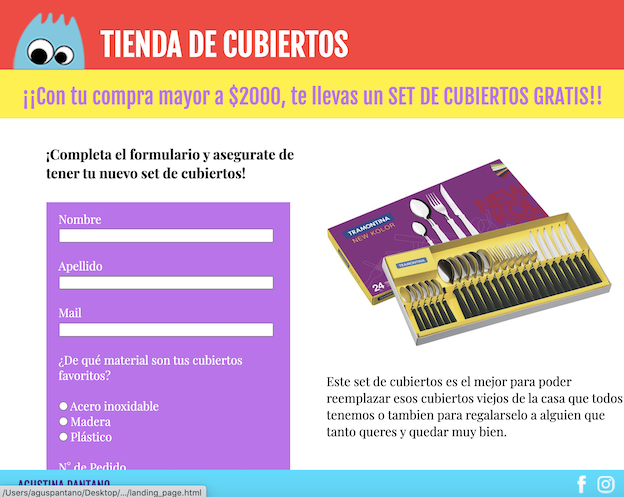 TIENDA DE CUBIERTOS
¡¡Con tu compra mayor a $2000, te llevas un SET DE CUBIERTOS GRATIS!!
¡Completa el formulario y asegurate de
tener tu nuevo set de cubiertos!
Nombre
Apellido
Mail
¿De qué material son tus cubiertos
favoritos?
Acero inoxidable
Madera
Plástico
N° de Pedido
TRAMONTINA
NEW KOLOR
24
TRAMONTINA
Este set de cubiertos es el mejor para poder
reemplazar esos cubiertos viejos de la casa que todos
tenemos o tambien para regalarselo a alguien que
tanto queres y quedar muy bien.
AGUSTINA PANTANO
/Users/aguspantano/Desktop/.../landing_page.html